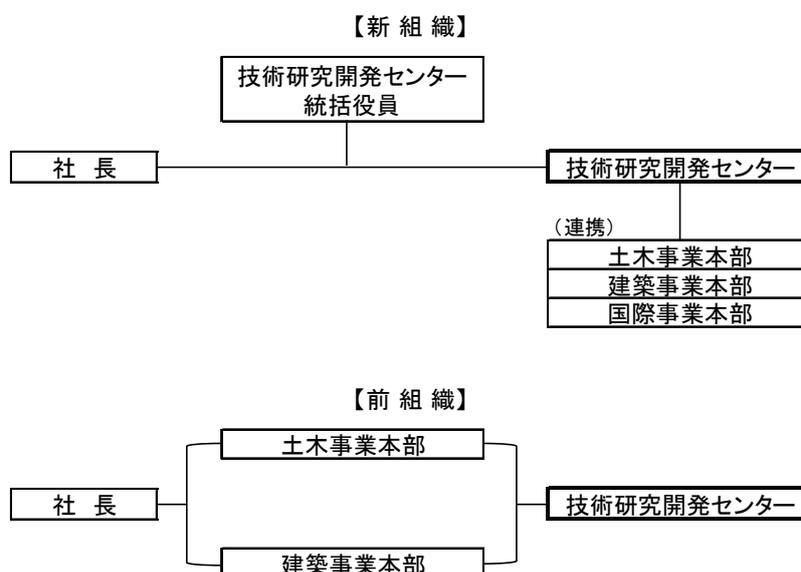 【新 組 織】
技術研究開発センター
統括役員
社 長
技術研究開発センター
（連携）
土木事業本部
建築事業本部
国際事業本部
【前 組 織】
土木事業本部
社 長
技術研究開発センター
建築事業本部